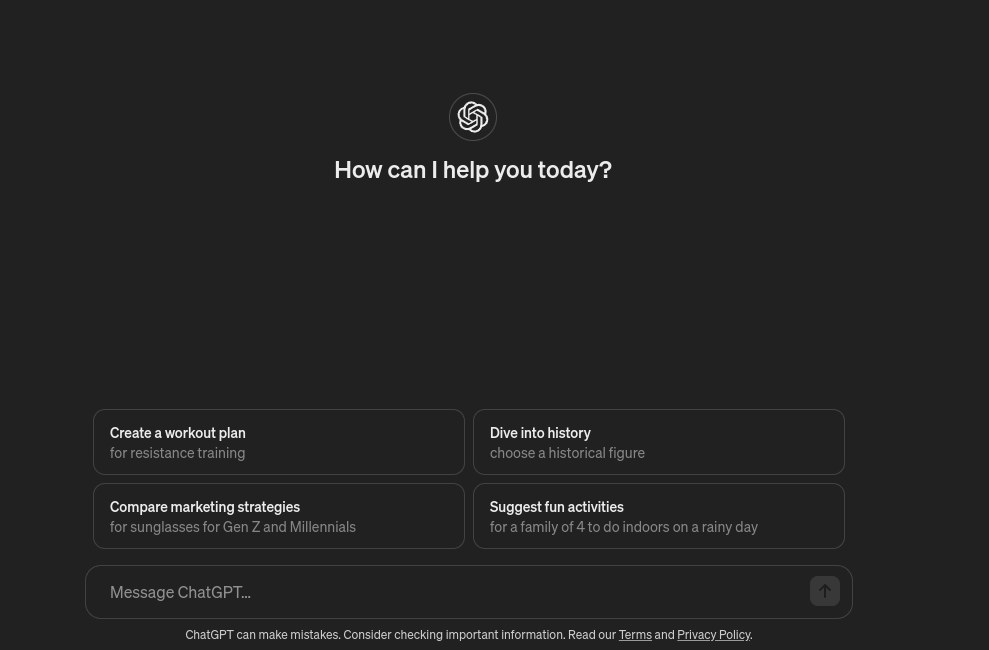 How can I help you today?
Create a workout plan
for resistance training
Dive into history
choose a historical figure
Compare marketing strategies
for sunglasses for Gen Z and Millennials
Suggest fun activities
for a family of 4 to do indoors on a rainy day
Message ChatGPT...
ChatGPT can make mistakes. Consider checking important information. Read our Terms and Privacy Policy.